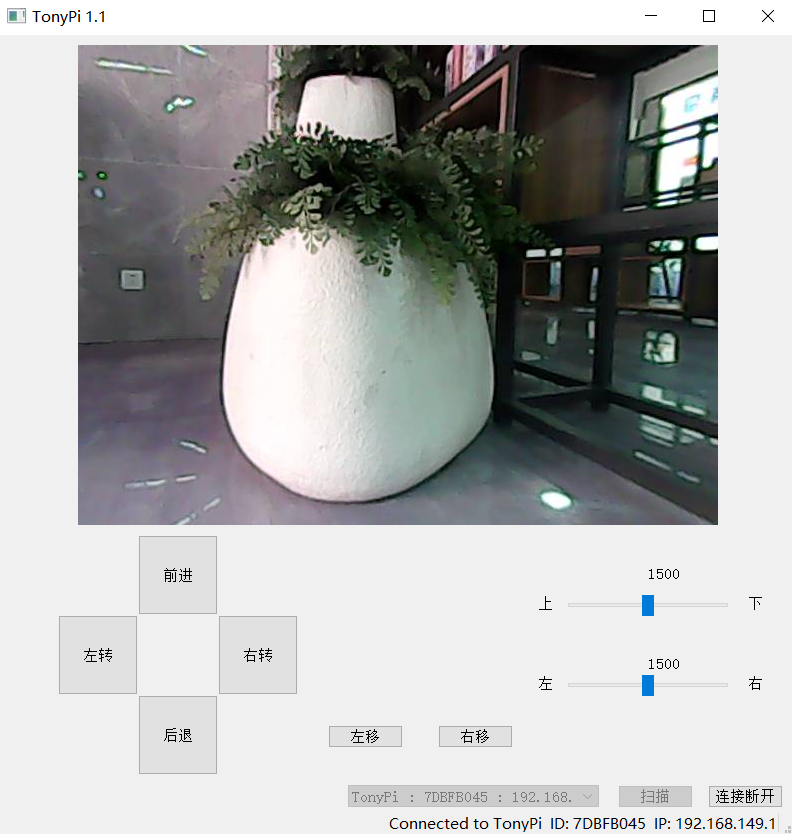 TonyPi 1.1
前进
1500
上
下
左转
右转
1500
左
右
后退
左移
右移
TonyPi : 7DBFB045 : 192.168.
扫描
连接断开
Connected to TonyPi ID: 7DBFB045 IP: 192.168.149.1